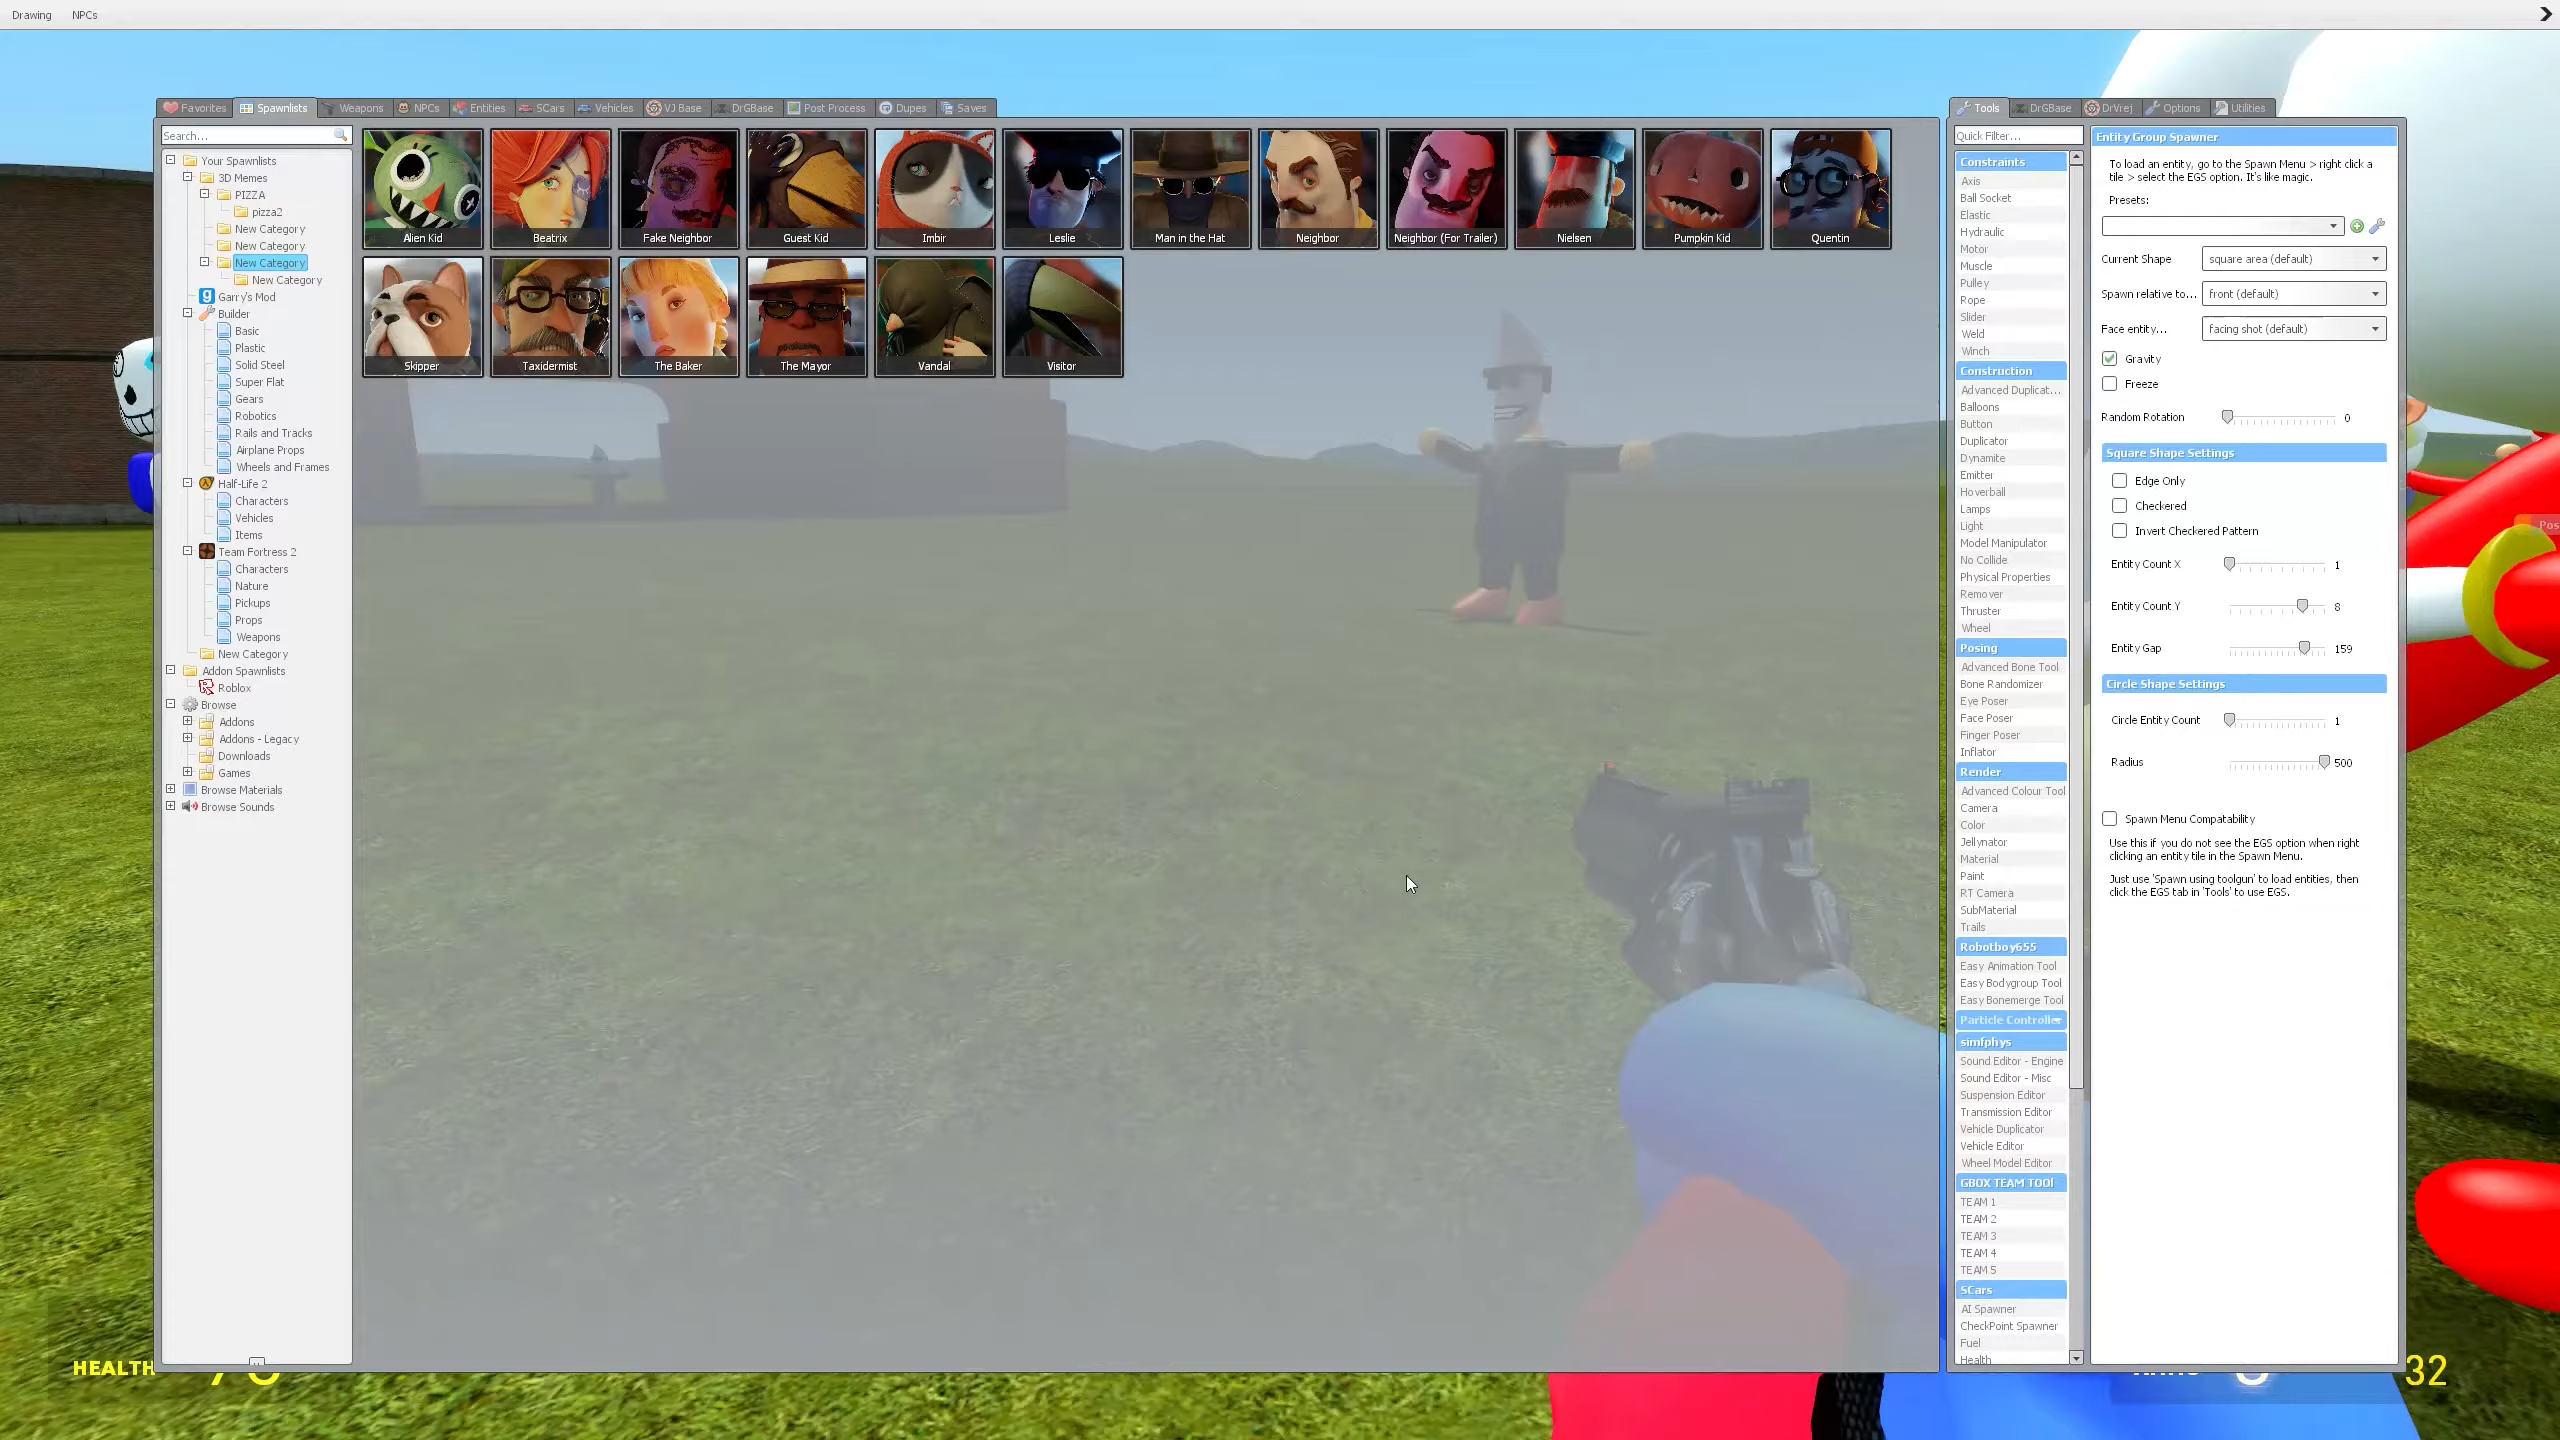 Drawing NPCs
Favorites Spawnlists Weapons NPCs Entities SCars Vehicles VJ Base DrGBase Post Process Dupes Saves
Search...
Your Spawnlists
3D Memes
PIZZA
pizza2
New Category
New Category
New Category
New Category
Garry's Mod
Builder
Basic
Plastic
Solid Steel
Super Flat
Gears
Robotics
Rails and Tracks
Airplane Props
Wheels and Frames
Half-Life 2
Characters
Vehicles
Items
Team Fortress 2
Characters
Nature
Pickups
Props
Weapons
New Category
Addon Spawnlists
Roblox
Browse
Addons
Addons - Legacy
Downloads
Games
Browse Materials
Browse Sounds
Alien Kid Beatrix Fake Neighbor Guest Kid Imbir Leslie Man in the Hat Neighbor Neighbor (For Trailer) Nielsen Pumpkin Kid Quentin
Skipper Taxidermist The Baker The Mayor Vandal Visitor
Tools DrGBase DrVrej Options Utilities
Quick Filter...
Constraints
Axis
Ball Socket
Elastic
Hydraulic
Motor
Muscle
Pulley
Rope
Slider
Weld
Winch
Construction
Advanced Duplicat...
Balloons
Button
Duplicator
Dynamite
Emitter
Hoverball
Lamps
Light
Model Manipulator
No Collide
Physical Properties
Remover
Thruster
Wheel
Posing
Advanced Bone Tool
Bone Randomizer
Eye Poser
Face Poser
Finger Poser
Inflator
Render
Advanced Colour Tool
Camera
Color
Jellynator
Material
Paint
RT Camera
SubMaterial
Trails
Robotboy655
Easy Animation Tool
Easy Bodygroup Tool
Easy Bonemerge Tool
Particle Controller
simfphys
Sound Editor - Engine
Sound Editor - Misc
Suspension Editor
Transmission Editor
Vehicle Duplicator
Vehicle Editor
Wheel Model Editor
GBOX TEAM TOOl
TEAM 1
TEAM 2
TEAM 3
TEAM 4
TEAM 5
SCars
AI Spawner
CheckPoint Spawner
Fuel
Health
Entity Group Spawner
To load an entity, go to the Spawn Menu > right click a
tile > select the EGS option. It's like magic.
Presets:
Current Shape square area (default)
Spawn relative to... front (default)
Face entity... facing shot (default)
Gravity
Freeze
Random Rotation 0
Square Shape Settings
Edge Only
Checkered
Invert Checkered Pattern
Entity Count X 1
Entity Count Y 8
Entity Gap 159
Circle Shape Settings
Circle Entity Count 1
Radius 500
Spawn Menu Compatability
Use this if you do not see the EGS option when right
clicking an entity tile in the Spawn Menu.
Just use 'Spawn using toolgun' to load entities, then
click the EGS tab in 'Tools' to use EGS.
Pos
HEALTH
32